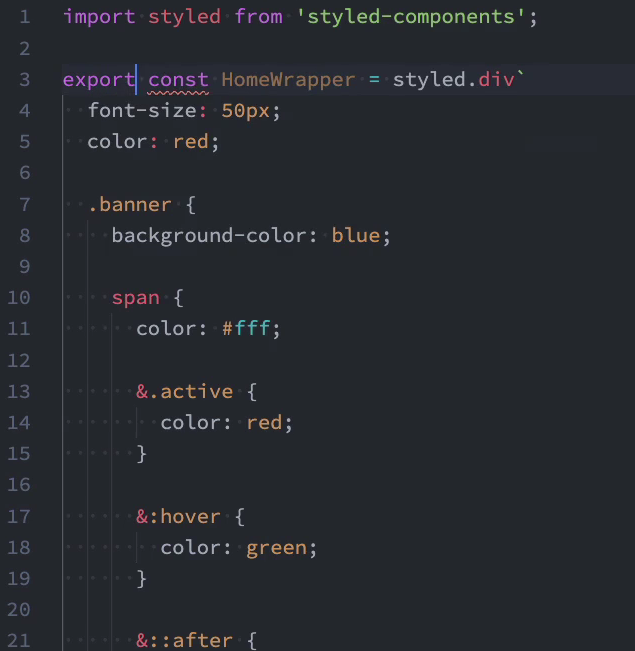 1 import styled from 'styled-components';
2
3 export const HomeWrapper = styled.div`
4   font-size: 50px;
5   color: red;
6
7   .banner {
8     background-color: blue;
9
10     span {
11       color: #fff;
12
13       &.active {
14         color: red;
15       }
16
17       &:hover {
18         color: green;
19       }
20
21       &::after {